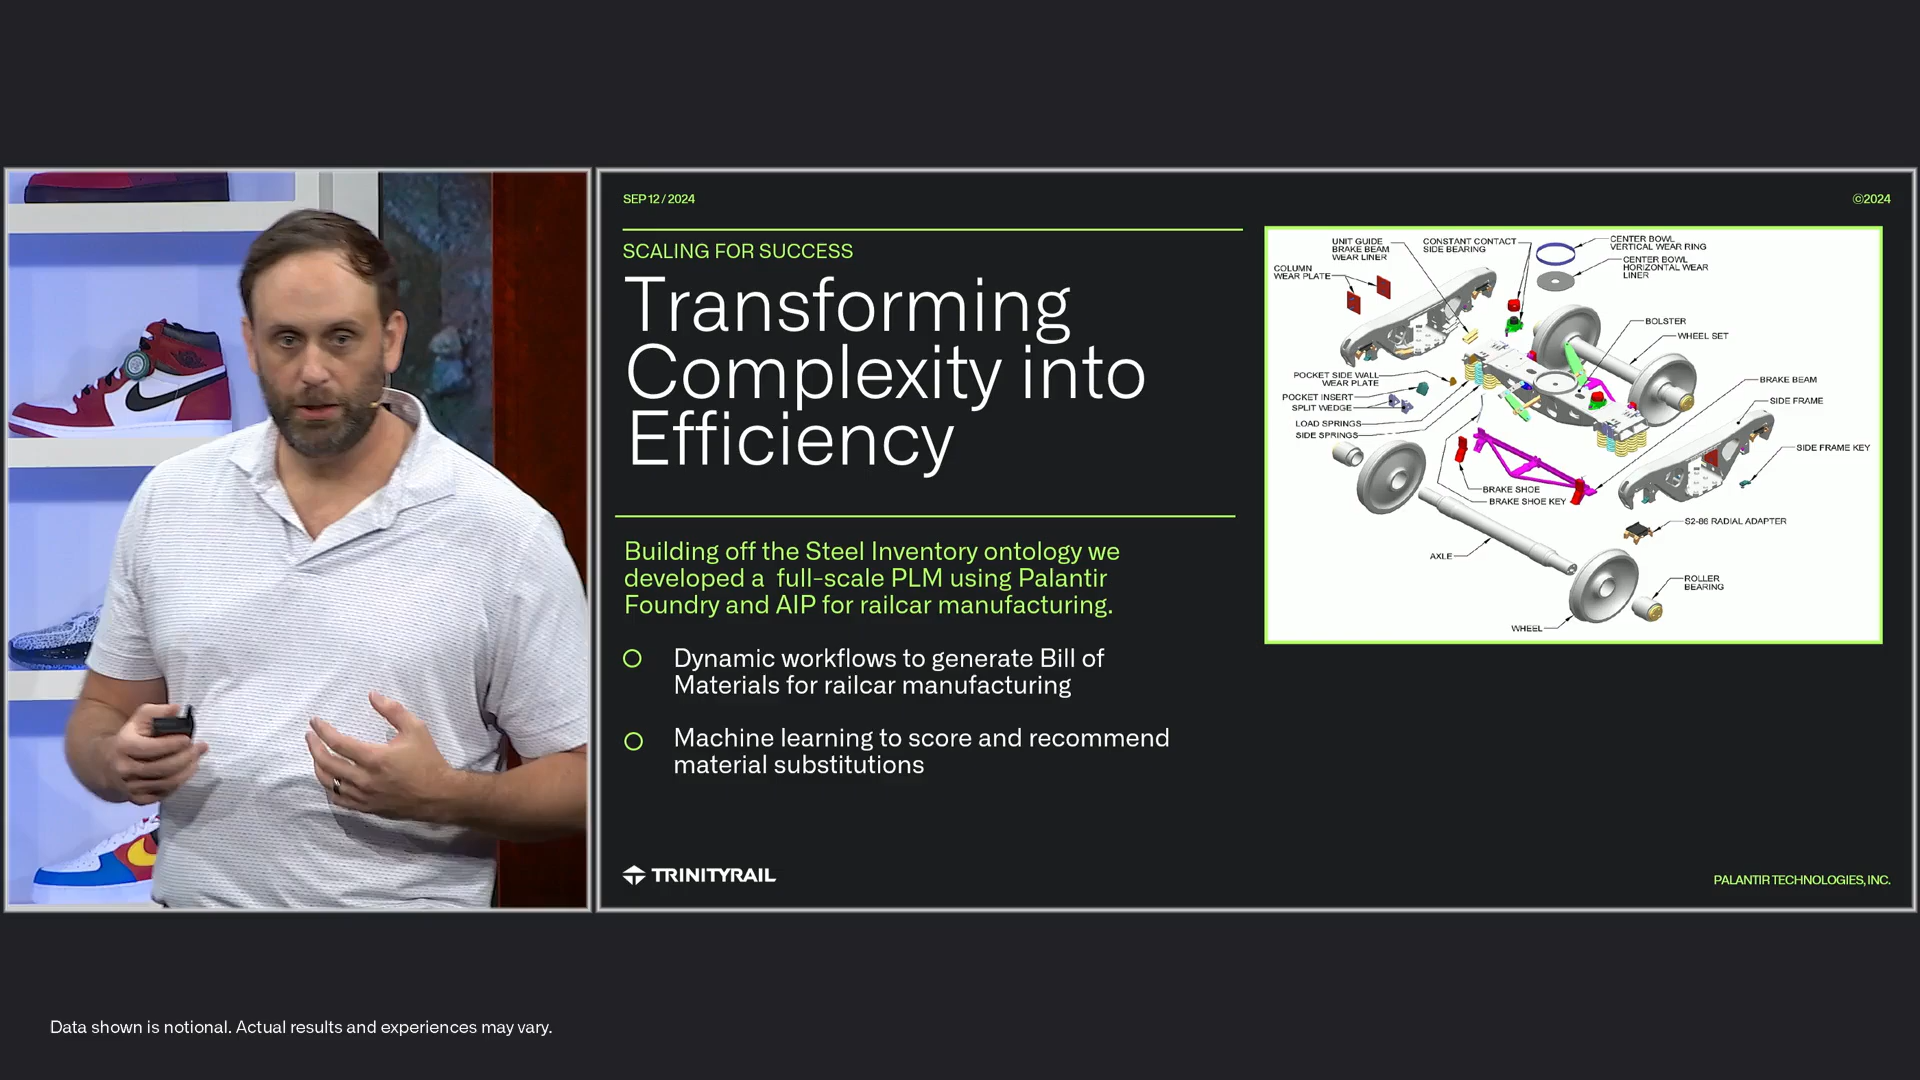 SEP 12 / 2024
©2024
SCALING FOR SUCCESS
Transforming
Complexity into
Efficiency
Building off the Steel Inventory ontology we
developed a  full-scale PLM using Palantir
Foundry and AIP for railcar manufacturing.
Dynamic workflows to generate Bill of
Materials for railcar manufacturing
Machine learning to score and recommend
material substitutions
UNIT GUIDE
BRAKE BEAM
WEAR LINER
CONSTANT CONTACT
SIDE BEARING
CENTER BOWL
VERTICAL WEAR RING
CENTER BOWL
HORIZONTAL WEAR
LINER
COLUMN
WEAR PLATE
BOLSTER
WHEEL SET
POCKET SIDE WALL
WEAR PLATE
POCKET INSERT
SPLIT WEDGE
LOAD SPRINGS
SIDE SPRINGS
BRAKE BEAM
SIDE FRAME
SIDE FRAME KEY
BRAKE SHOE
BRAKE SHOE KEY
S2-86 RADIAL ADAPTER
AXLE
ROLLER
BEARING
WHEEL
TRINITYRAIL
PALANTIR TECHNOLOGIES, INC.
Data shown is notional. Actual results and experiences may vary.